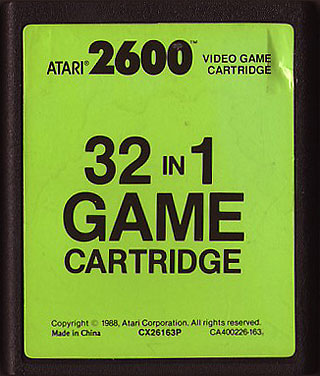 ATARI® 2600™ VIDEO GAME
CARTRIDGE
32 IN 1
GAME
CARTRIDGE
Copyright © 1988, Atari Corporation. All rights reserved.
Made in China CX26163P CA400226-163.